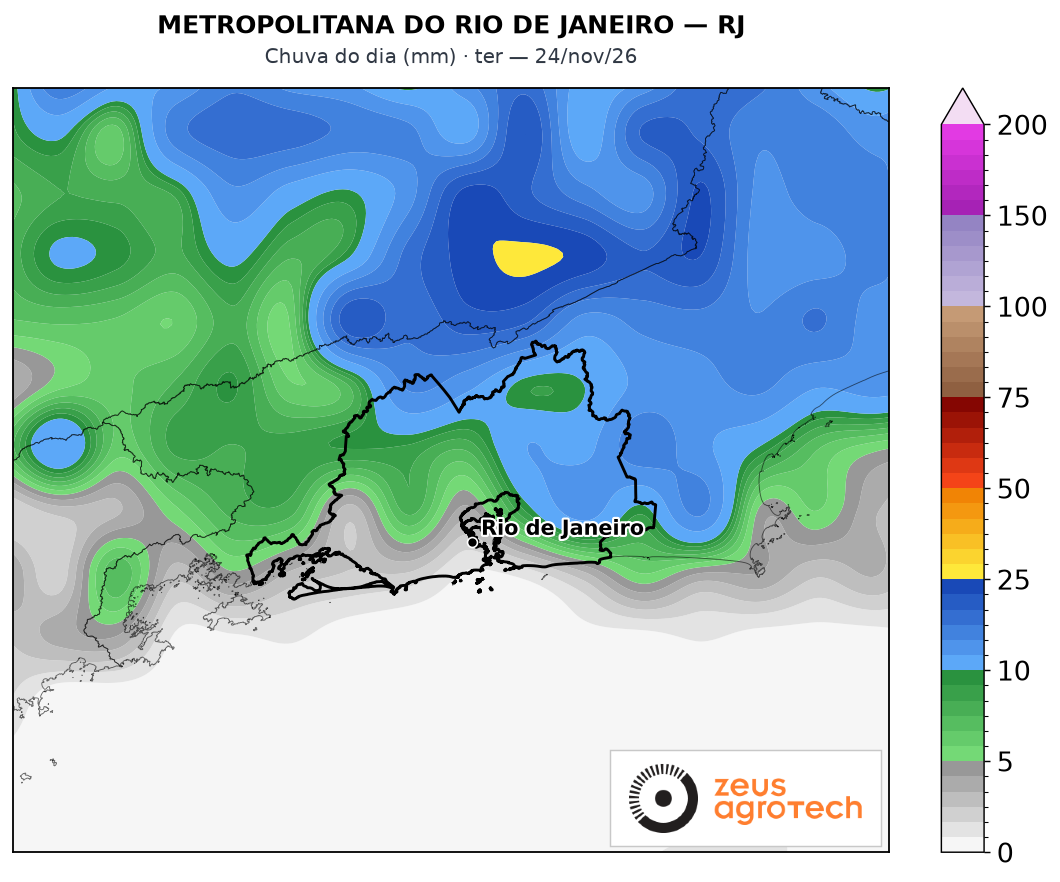 METROPOLITANA DO RIO DE JANEIRO — RJ
Chuva do dia (mm) · ter — 24/nov/26
200
150
100
75
50
25
10
5
0
Rio de Janeiro
zeus
agroTech